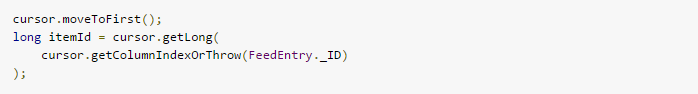 cursor.moveToFirst();
long itemId = cursor.getLong(
    cursor.getColumnIndexOrThrow(FeedEntry._ID)
);